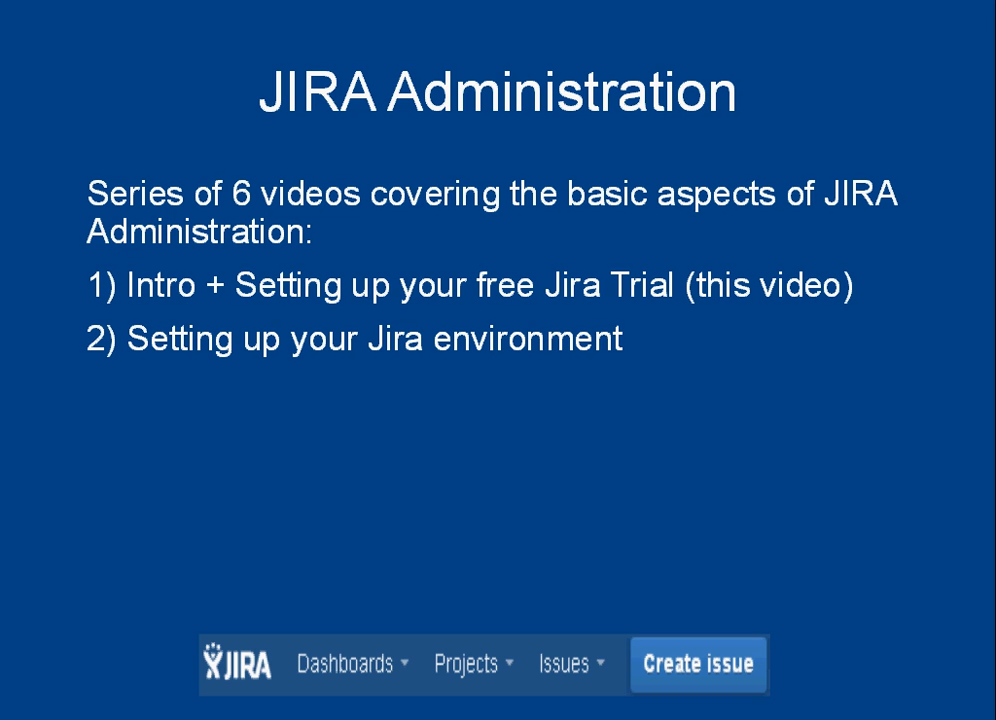 JIRA Administration
Series of 6 videos covering the basic aspects of JIRA
Administration:
1) Intro + Setting up your free Jira Trial (this video)
2) Setting up your Jira environment
JIRA Dashboards Projects Issues Create issue